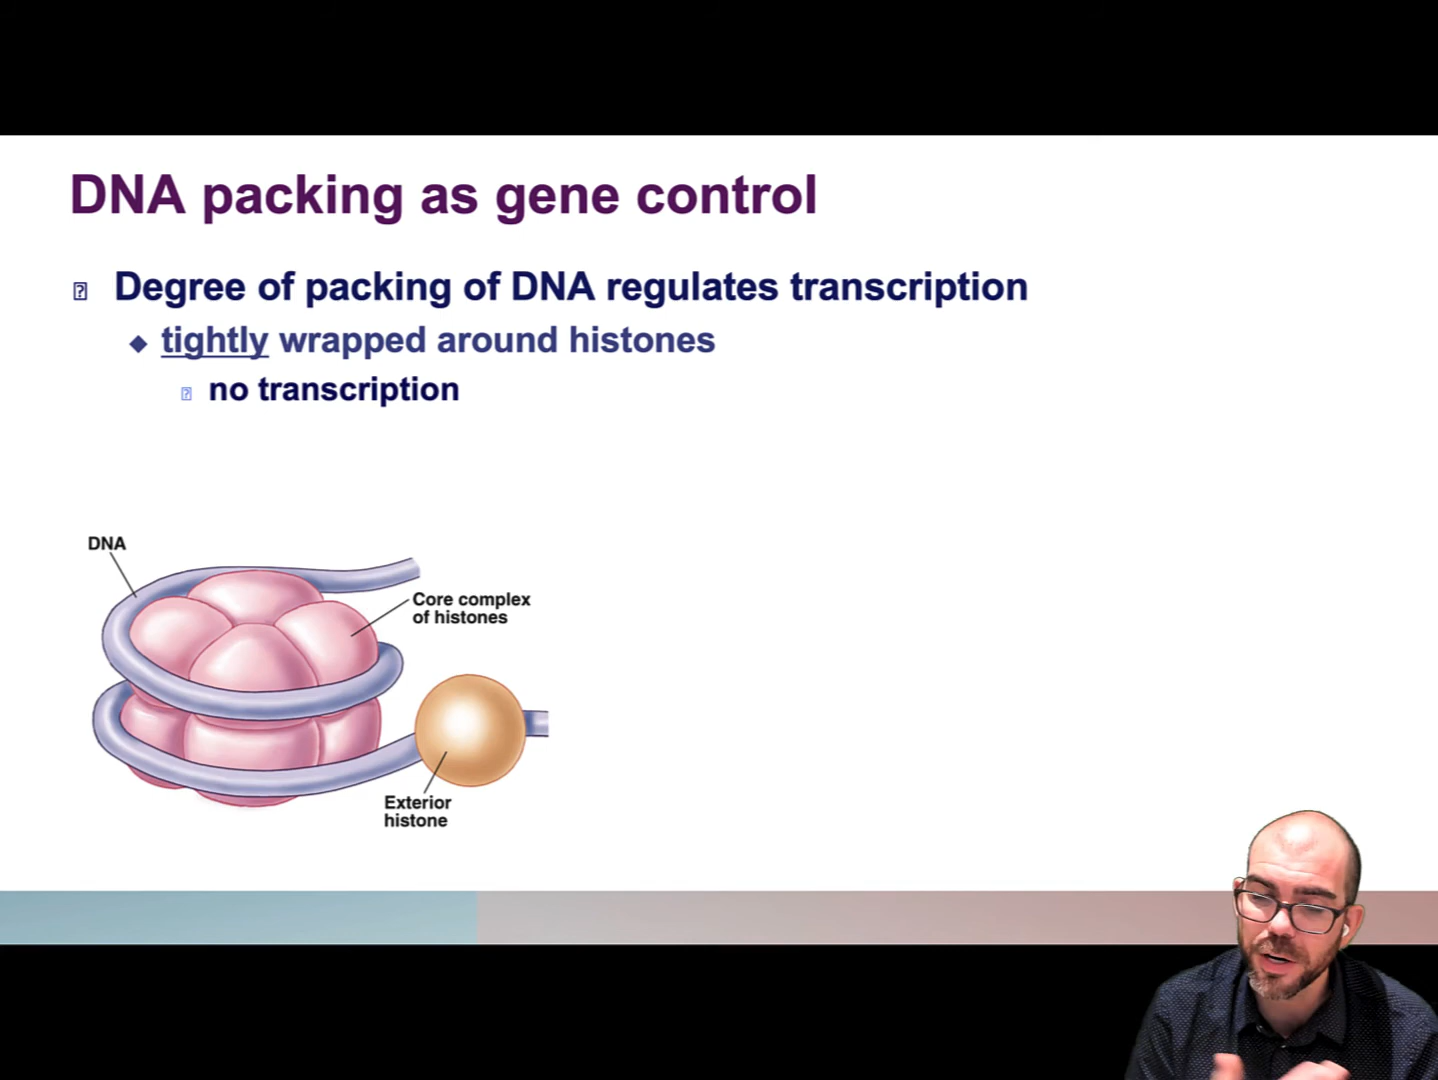 DNA packing as gene control
Degree of packing of DNA regulates transcription
tightly wrapped around histones
no transcription
DNA
Core complex
of histones
Exterior
histone